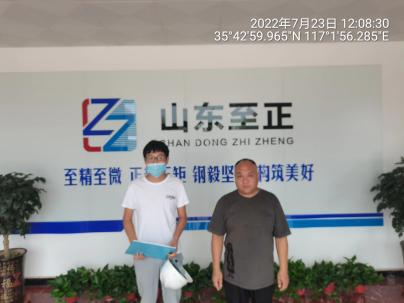 2022年7月23日 12:08:30
35°42'59.965"N 117°1'56.285"E
山东至正
SHAN DONG ZHI ZHENG
至精至微 正 矩 钢毅坚 构筑美好